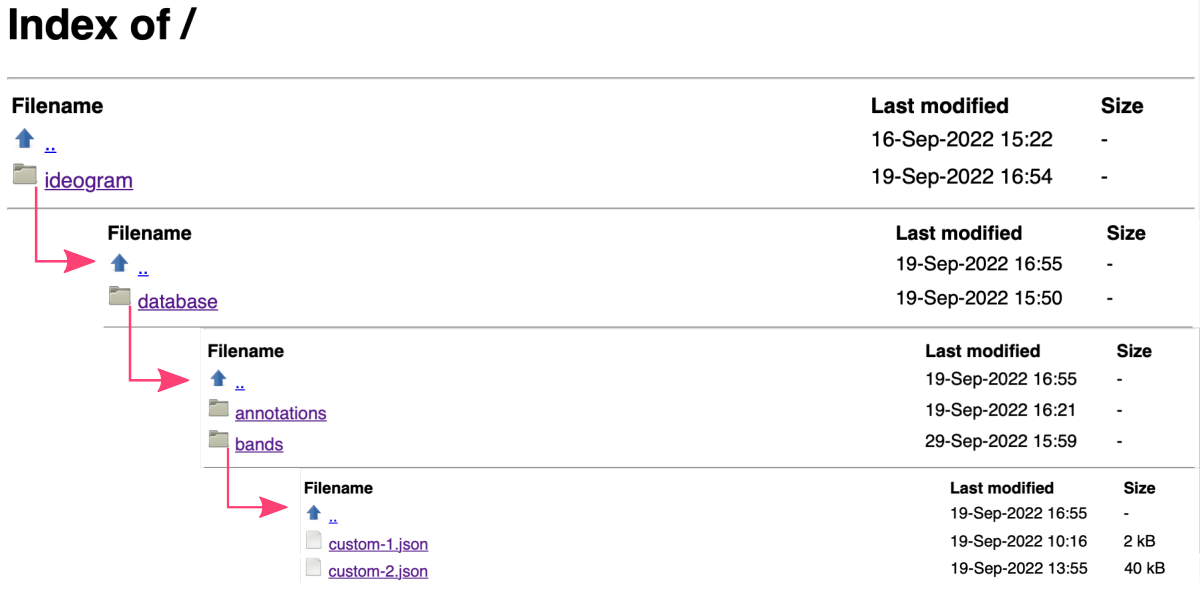 Index of /
Filename Last modified Size
.. 16-Sep-2022 15:22 -
ideogram 19-Sep-2022 16:54 -
Filename Last modified Size
.. 19-Sep-2022 16:55 -
database 19-Sep-2022 15:50 -
Filename Last modified Size
.. 19-Sep-2022 16:55 -
annotations 19-Sep-2022 16:21 -
bands 29-Sep-2022 15:59 -
Filename Last modified Size
.. 19-Sep-2022 16:55 -
custom-1.json 19-Sep-2022 10:16 2 kB
custom-2.json 19-Sep-2022 13:55 40 kB